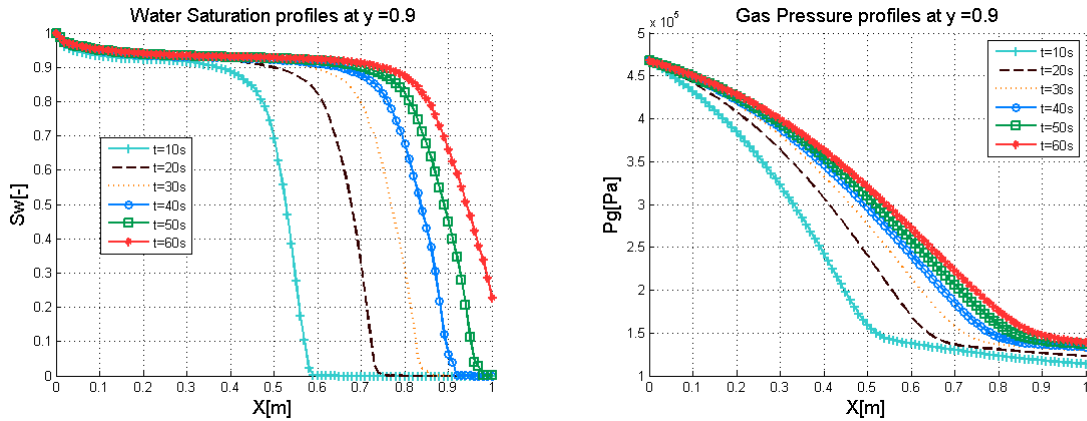 Water Saturation profiles at y =0.9
1
0.9
0.8
0.7
0.6
0.5
0.4
0.3
0.2
0.1
0
Sw[-]
t=10s
t=20s
t=30s
t=40s
t=50s
t=60s
0 0.1 0.2 0.3 0.4 0.5 0.6 0.7 0.8 0.9 1
X[m]
Gas Pressure profiles at y =0.9
x 10⁵
5
4.5
4
3.5
3
2.5
2
1.5
1
Pg[Pa]
t=10s
t=20s
t=30s
t=40s
t=50s
t=60s
0 0.1 0.2 0.3 0.4 0.5 0.6 0.7 0.8 0.9 1
X[m]